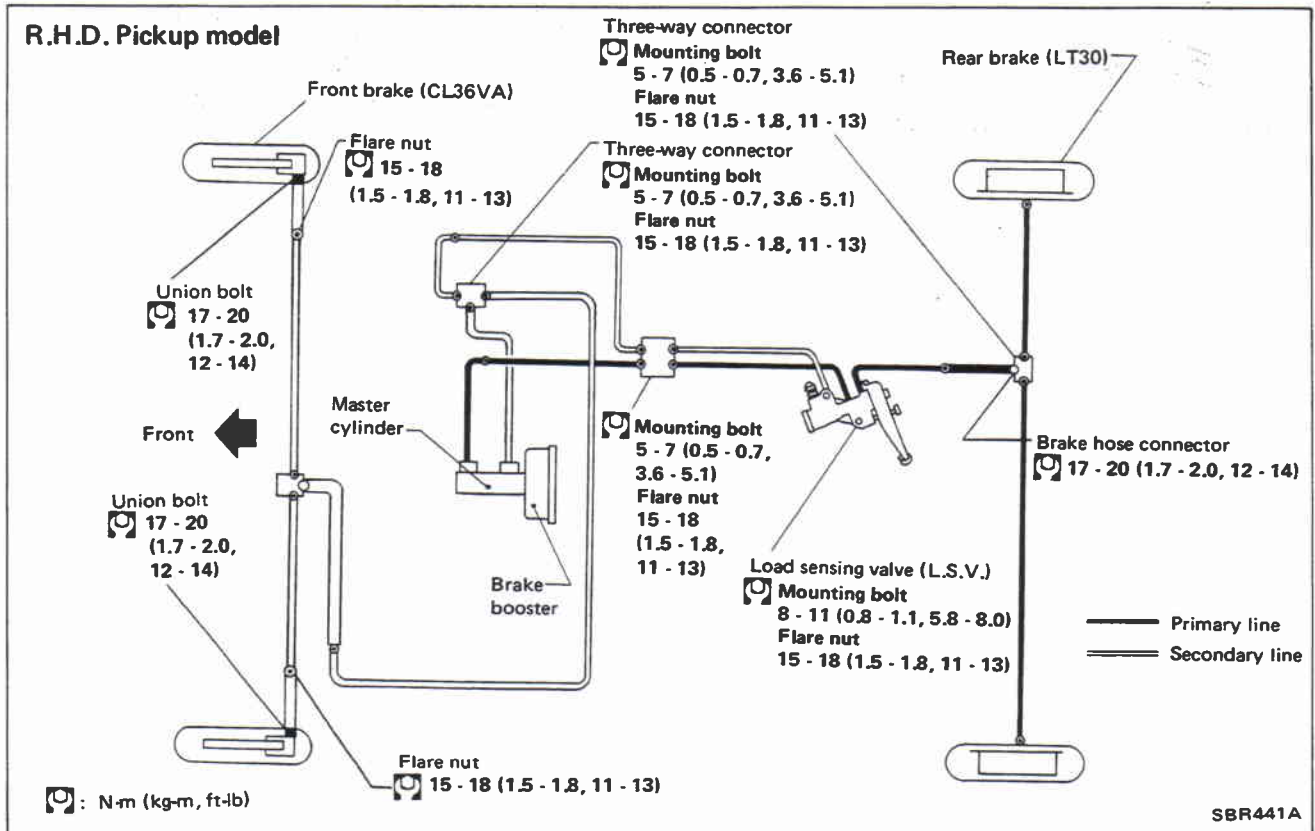 R.H.D. Pickup model
Front brake (CL36VA)
Flare nut
15 - 18
(1.5 - 1.8, 11 - 13)
Three-way connector
Mounting bolt
5 - 7 (0.5 - 0.7, 3.6 - 5.1)
Flare nut
15 - 18 (1.5 - 1.8, 11 - 13)
Three-way connector
Mounting bolt
5 - 7 (0.5 - 0.7, 3.6 - 5.1)
Flare nut
15 - 18 (1.5 - 1.8, 11 - 13)
Rear brake (LT30)
Union bolt
17 - 20
(1.7 - 2.0,
12 - 14)
Front
Master
cylinder
Union bolt
17 - 20
(1.7 - 2.0,
12 - 14)
Brake
booster
Mounting bolt
5 - 7 (0.5 - 0.7,
3.6 - 5.1)
Flare nut
15 - 18
(1.5 - 1.8,
11 - 13)
Brake hose connector
17 - 20 (1.7 - 2.0, 12 - 14)
Load sensing valve (L.S.V.)
Mounting bolt
8 - 11 (0.8 - 1.1, 5.8 - 8.0)
Flare nut
15 - 18 (1.5 - 1.8, 11 - 13)
Primary line
Secondary line
Flare nut
15 - 18 (1.5 - 1.8, 11 - 13)
: N·m (kg-m, ft-lb)
SBR441A